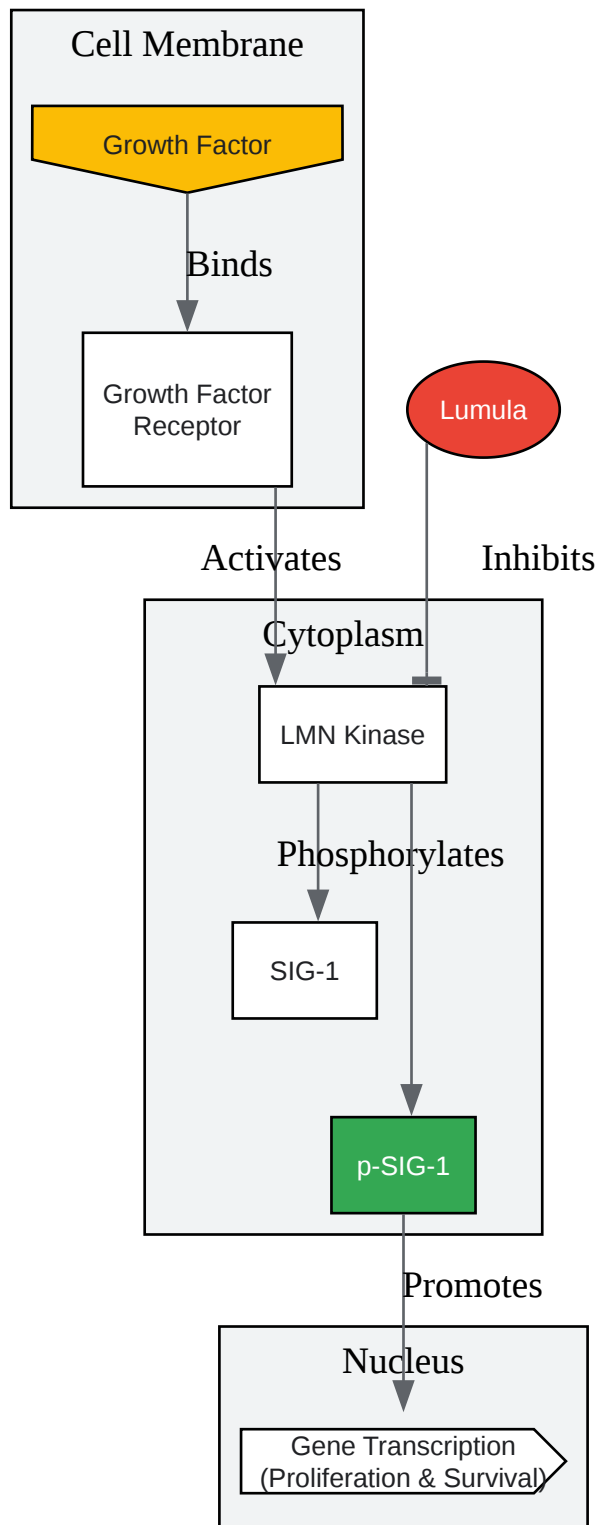 Cell Membrane
Growth Factor
Binds
Growth Factor
Receptor
Lumula
Activates
Inhibits
Cytoplasm
LMN Kinase
Phosphorylates
SIG-1
p-SIG-1
Promotes
Nucleus
Gene Transcription
(Proliferation & Survival)